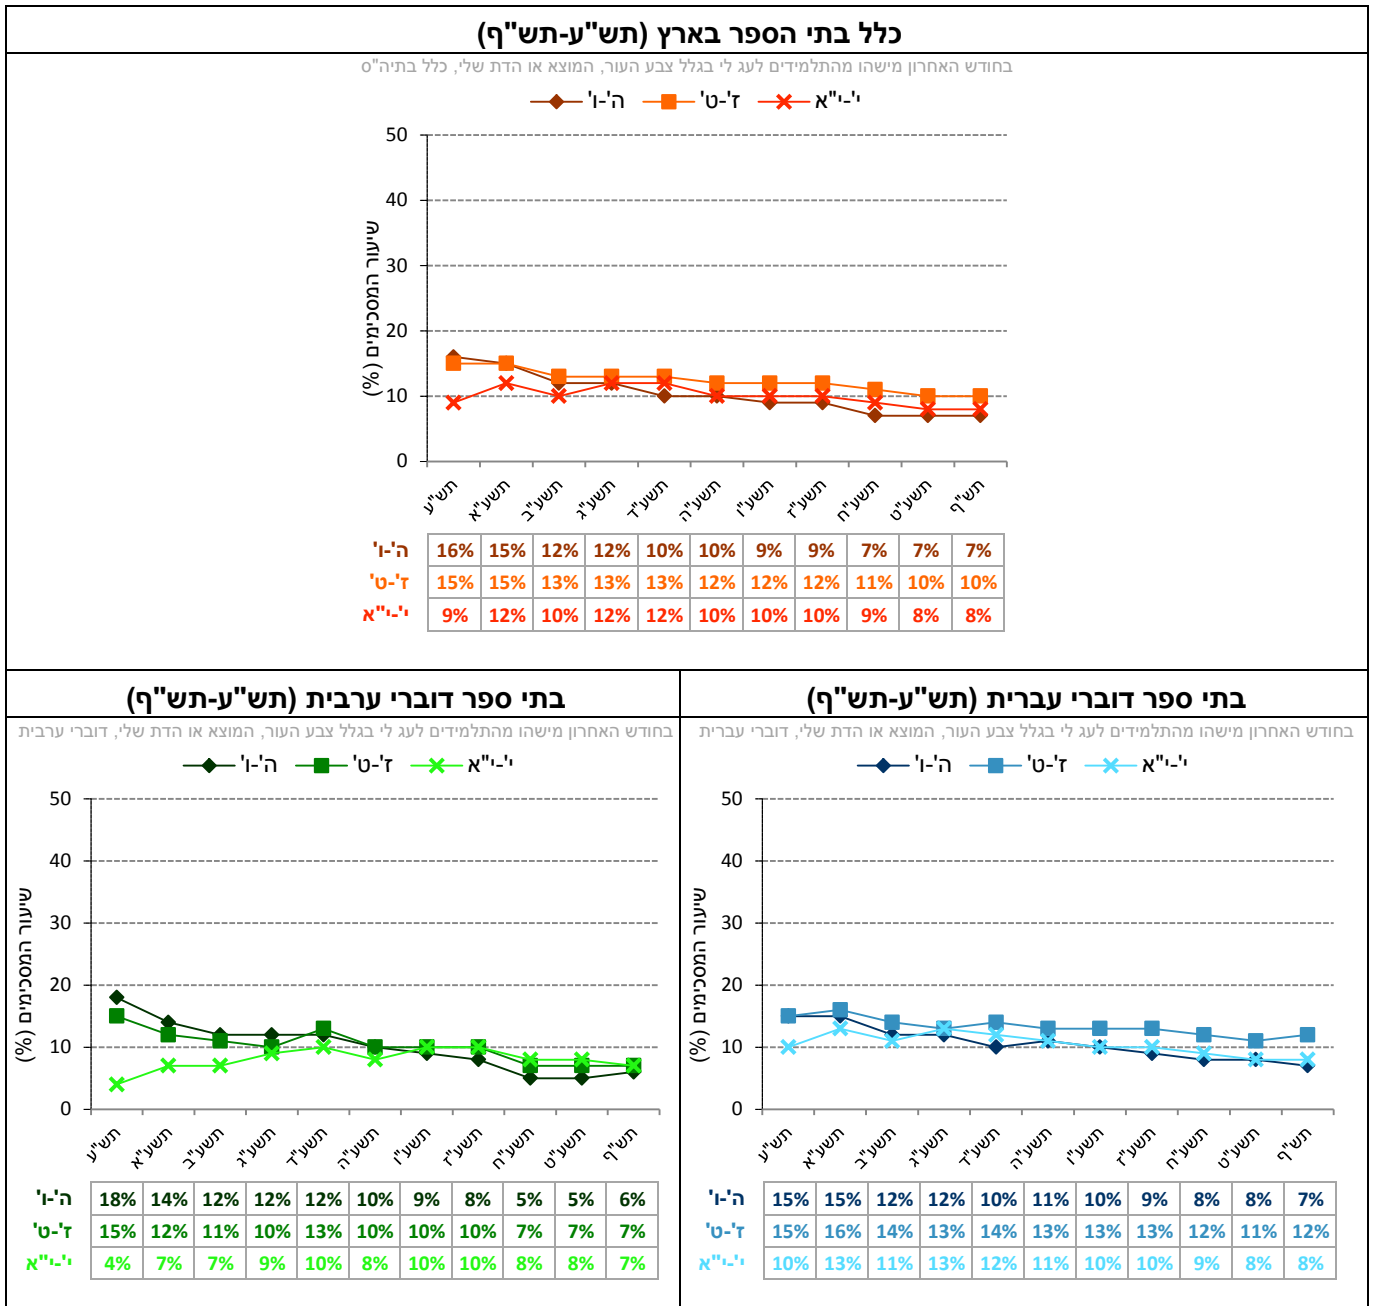 כלל בתי הספר בארץ (תש"ע-תש"ף)
בחודש האחרון מישהו מהתלמידים לעג לי בגלל צבע העור, המוצא או הדת שלי, כלל בתיה"ס
ה'-ו' ז'-ט' י'-י"א
שיעור המסכימים (%)
50
40
30
20
10
0
תש"ע תשע"א תשע"ב תשע"ג תשע"ד תשע"ה תשע"ו תשע"ז תשע"ח תשע"ט תש"ף
ה'-ו' 16% 15% 12% 12% 10% 10% 9% 9% 7% 7% 7%
ז'-ט' 15% 15% 13% 13% 13% 12% 12% 12% 11% 10% 10%
י'-י"א 9% 12% 10% 12% 12% 10% 10% 10% 9% 8% 8%
בתי ספר דוברי עברית (תש"ע-תש"ף)
בחודש האחרון מישהו מהתלמידים לעג לי בגלל צבע העור, המוצא או הדת שלי, דוברי עברית
ה'-ו' ז'-ט' י'-י"א
שיעור המסכימים (%)
50
40
30
20
10
0
תש"ע תשע"א תשע"ב תשע"ג תשע"ד תשע"ה תשע"ו תשע"ז תשע"ח תשע"ט תש"ף
ה'-ו' 15% 15% 12% 12% 10% 11% 10% 9% 8% 8% 7%
ז'-ט' 15% 16% 14% 13% 14% 13% 13% 13% 12% 11% 12%
י'-י"א 10% 13% 11% 13% 12% 11% 10% 10% 9% 8% 8%
בתי ספר דוברי ערבית (תש"ע-תש"ף)
בחודש האחרון מישהו מהתלמידים לעג לי בגלל צבע העור, המוצא או הדת שלי, דוברי ערבית
ה'-ו' ז'-ט' י'-י"א
שיעור המסכימים (%)
50
40
30
20
10
0
תש"ע תשע"א תשע"ב תשע"ג תשע"ד תשע"ה תשע"ו תשע"ז תשע"ח תשע"ט תש"ף
ה'-ו' 18% 14% 12% 12% 12% 10% 9% 8% 5% 5% 6%
ז'-ט' 15% 12% 11% 10% 13% 10% 10% 10% 7% 7% 7%
י'-י"א 4% 7% 7% 9% 10% 8% 10% 10% 8% 8% 7%